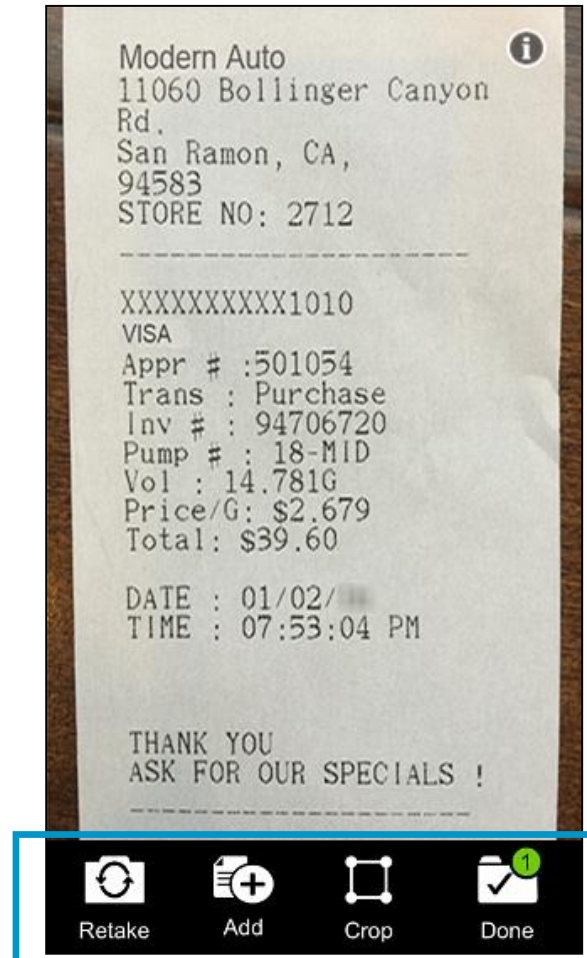 Modern Auto
11060 Bollinger Canyon
Rd.
San Ramon, CA,
94583
STORE NO: 2712
XXXXXXXXXX1010
VISA
Appr # :501054
Trans : Purchase
Inv # : 94706720
Pump # : 18-MID
Vol : 14.781G
Price/G: $2.679
Total: $39.60
DATE : 01/02/
TIME : 07:53:04 PM
THANK YOU
ASK FOR OUR SPECIALS !
1
Retake Add Crop Done